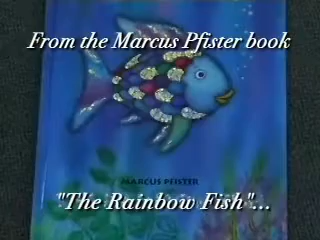 From the Marcus Pfister book
MARCUS PFISTER
"The Rainbow Fish"...